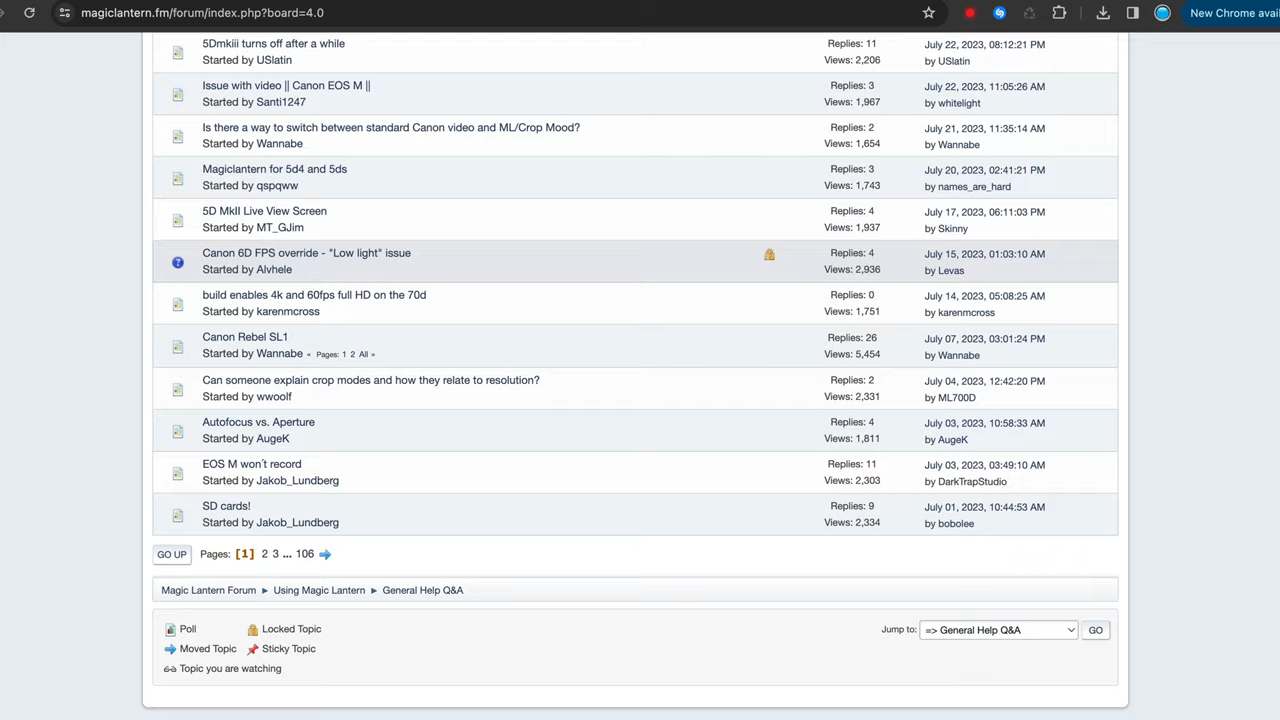 magiclantern.fm/forum/index.php?board=4.0
New Chrome avai
5Dmkiii turns off after a while
Started by USlatin
Replies: 11
Views: 2,206
July 22, 2023, 08:12:21 PM
by USlatin
Issue with video || Canon EOS M ||
Started by Santi1247
Replies: 3
Views: 1,967
July 22, 2023, 11:05:26 AM
by whitelight
Is there a way to switch between standard Canon video and ML/Crop Mood?
Started by Wannabe
Replies: 2
Views: 1,654
July 21, 2023, 11:35:14 AM
by Wannabe
Magiclantern for 5d4 and 5ds
Started by qspqww
Replies: 3
Views: 1,743
July 20, 2023, 02:41:21 PM
by names_are_hard
5D MkII Live View Screen
Started by MT_GJim
Replies: 4
Views: 1,937
July 17, 2023, 06:11:03 PM
by Skinny
Canon 6D FPS override - "Low light" issue
Started by Alvhele
Replies: 4
Views: 2,936
July 15, 2023, 01:03:10 AM
by Levas
build enables 4k and 60fps full HD on the 70d
Started by karenmcross
Replies: 0
Views: 1,751
July 14, 2023, 05:08:25 AM
by karenmcross
Canon Rebel SL1
Started by Wannabe « Pages: 1 2 All »
Replies: 26
Views: 5,454
July 07, 2023, 03:01:24 PM
by Wannabe
Can someone explain crop modes and how they relate to resolution?
Started by wwoolf
Replies: 2
Views: 2,331
July 04, 2023, 12:42:20 PM
by ML700D
Autofocus vs. Aperture
Started by AugeK
Replies: 4
Views: 1,811
July 03, 2023, 10:58:33 AM
by AugeK
EOS M won´t record
Started by Jakob_Lundberg
Replies: 11
Views: 2,303
July 03, 2023, 03:49:10 AM
by DarkTrapStudio
SD cards!
Started by Jakob_Lundberg
Replies: 9
Views: 2,334
July 01, 2023, 10:44:53 AM
by bobolee
GO UP Pages: [1] 2 3 ... 106
Magic Lantern Forum ► Using Magic Lantern ► General Help Q&A
Poll
Locked Topic
Jump to: => General Help Q&A GO
Moved Topic
Sticky Topic
Topic you are watching